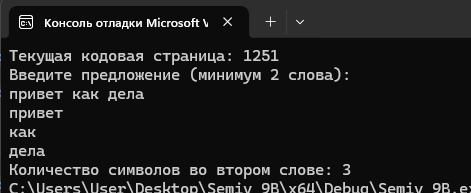 Консоль отладки Microsoft V
Текущая кодовая страница: 1251
Введите предложение (минимум 2 слова):
привет как дела
привет
как
дела
Количество символов во втором слове: 3
C:\Users\User\Desktop\Semiv_9B\x64\Debug\Semiv_9B.e